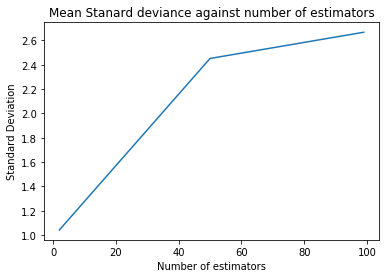 Mean Stanard deviance against number of estimators
Standard Deviation
2.6
2.4
2.2
2.0
1.8
1.6
1.4
1.2
1.0
0 20 40 60 80 100
Number of estimators